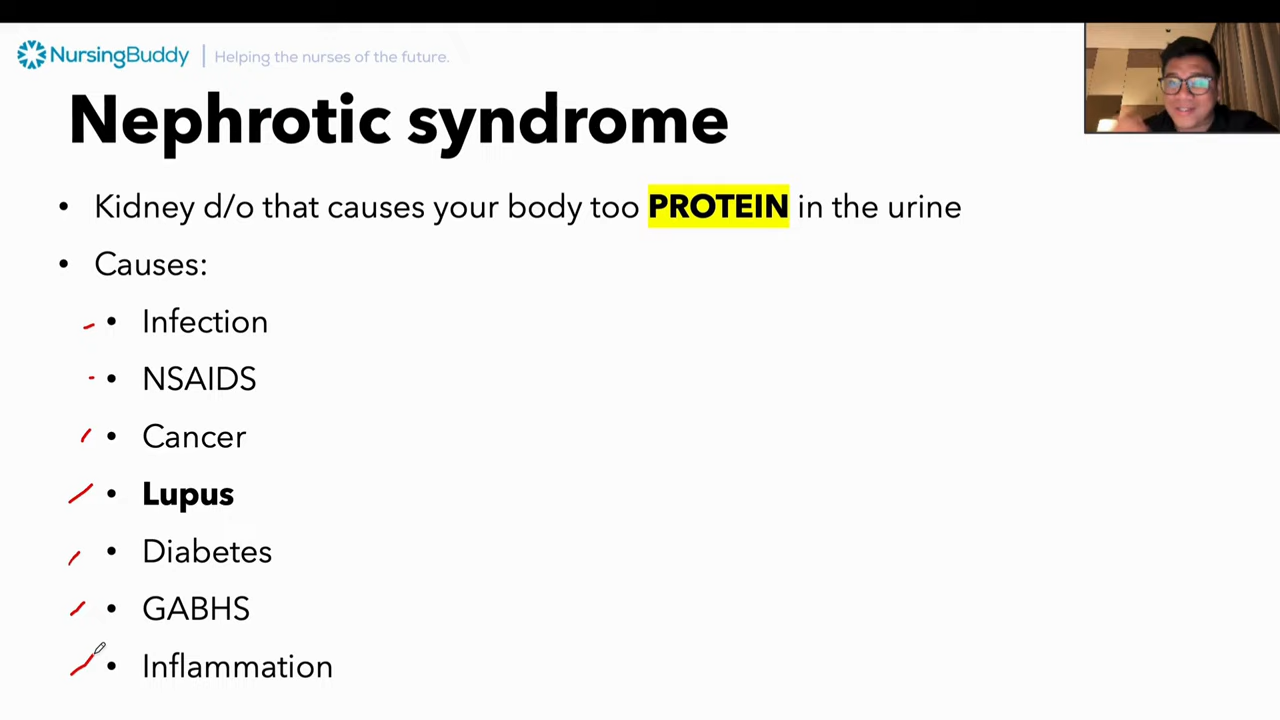 NursingBuddy | Helping the nurses of the future.
Nephrotic syndrome
• Kidney d/o that causes your body too PROTEIN in the urine
• Causes:
• Infection
• NSAIDS
• Cancer
• Lupus
• Diabetes
• GABHS
• Inflammation